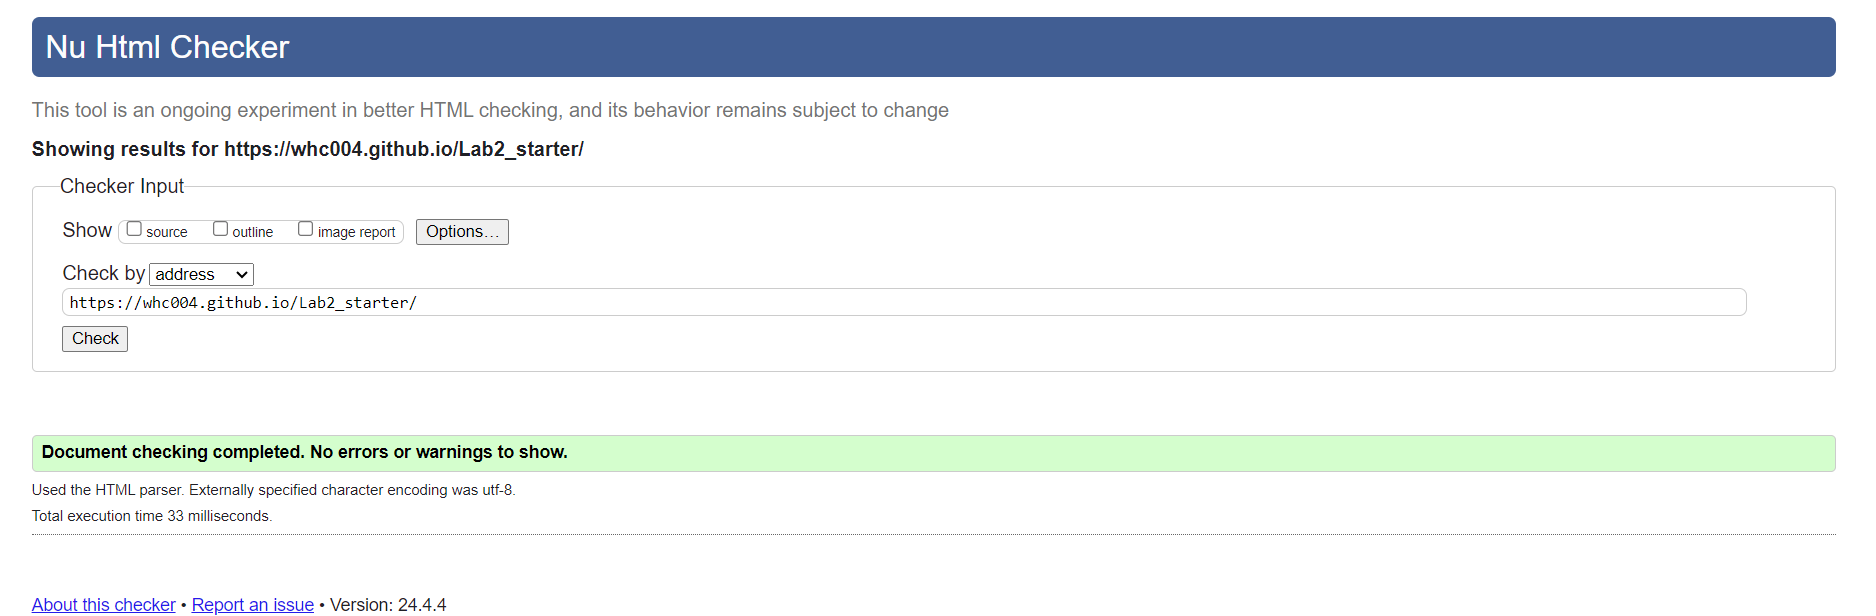 Nu Html Checker
This tool is an ongoing experiment in better HTML checking, and its behavior remains subject to change
Showing results for https://whc004.github.io/Lab2_starter/
Checker Input
Show source outline image report Options…
Check by address
https://whc004.github.io/Lab2_starter/
Check
Document checking completed. No errors or warnings to show.
Used the HTML parser. Externally specified character encoding was utf-8.
Total execution time 33 milliseconds.
About this checker • Report an issue • Version: 24.4.4